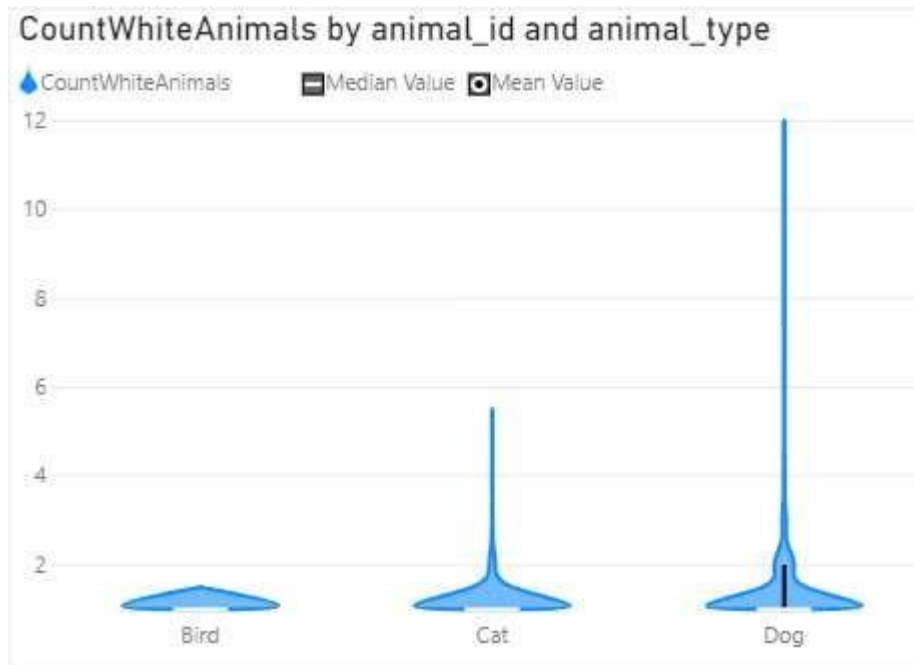 CountWhiteAnimals by animal_id and animal_type
CountWhiteAnimals Median Value Mean Value
12
10
8
6
4
2
Bird Cat Dog